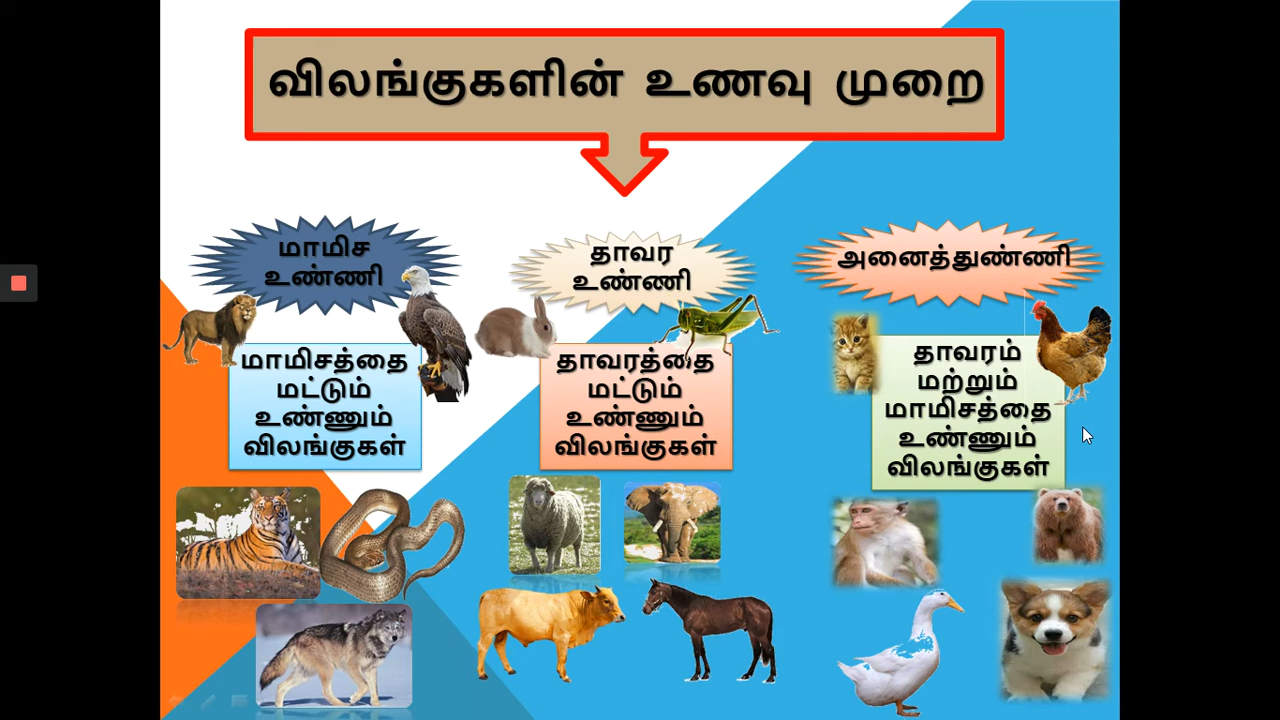 விலங்குகளின் உணவு முறை
மாமிச
உண்ணி
மாமிசத்தை
மட்டும்
உண்ணும்
விலங்குகள்
தாவர
உண்ணி
தாவரத்தை
மட்டும்
உண்ணும்
விலங்குகள்
அனைத்துண்ணி
தாவரம்
மற்றும்
மாமிசத்தை
உண்ணும்
விலங்குகள்